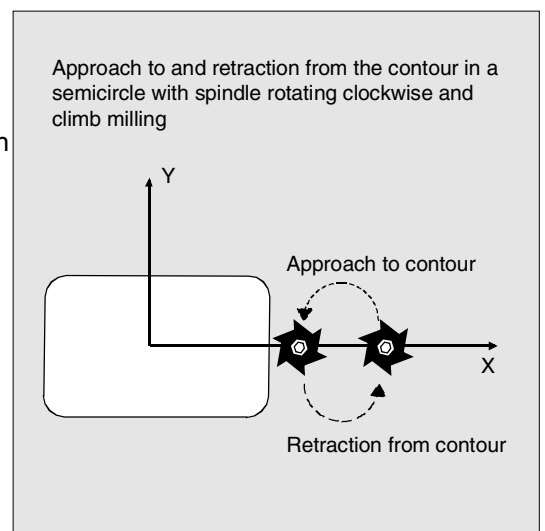 Approach to and retraction from the contour in a
semicircle with spindle rotating clockwise and
climb milling
n
Y
Approach to contour
X
Retraction from contour